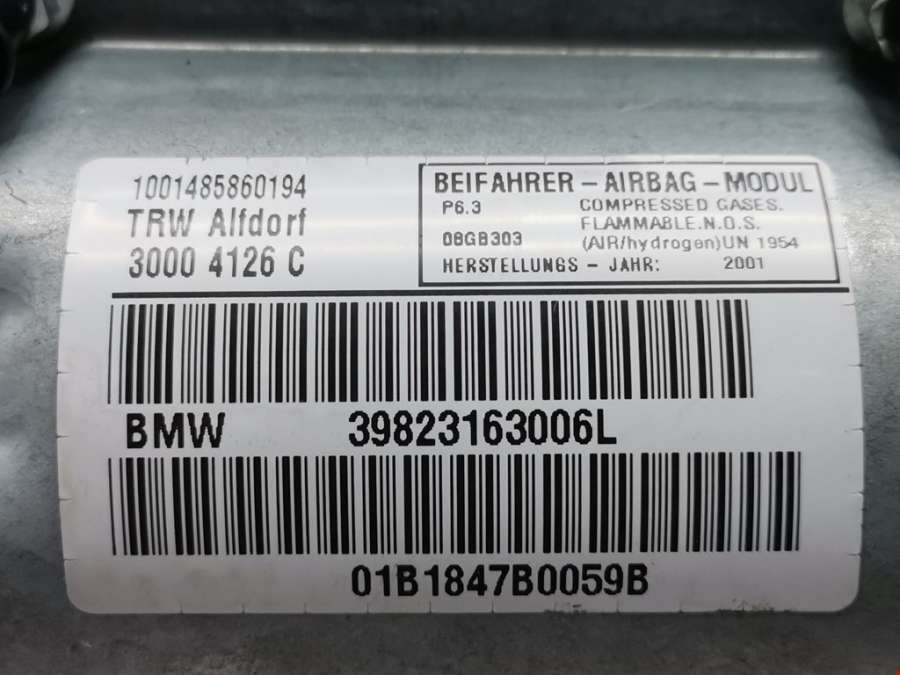 1001485860194
TRW Alfdorf
3000 4126 C
BEIFAHRER - AIRBAG - MODUL
P6.3 COMPRESSED GASES.
FLAMMABLE.N.O.S.
08GB303 (AIR/hydrogen)UN 1954
HERSTELLUNGS - JAHR: 2001
BMW 39823163006L
01B1847B0059B